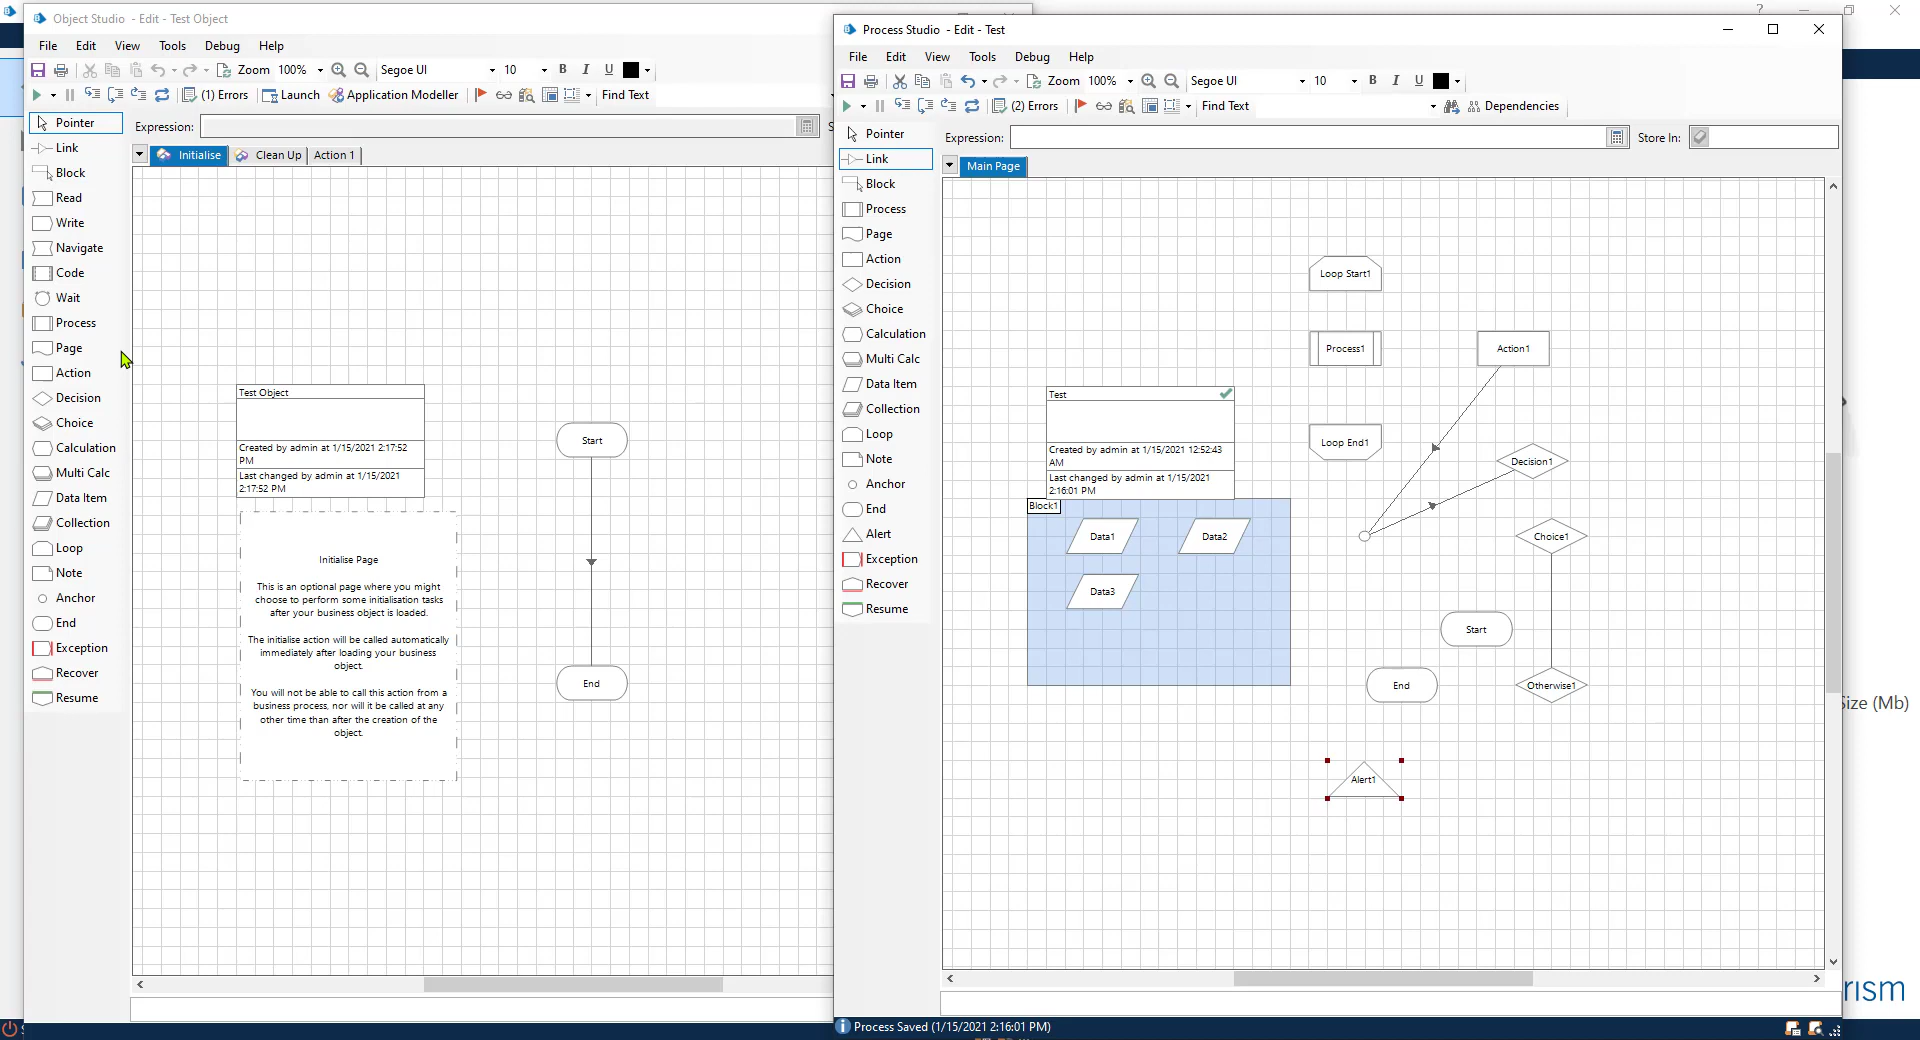 Object Studio - Edit - Test Object
File Edit View Tools Debug Help
Zoom 100% Segoe UI 10 B I U
(1) Errors Launch Application Modeller Find Text
Pointer
Link
Block
Read
Write
Navigate
Code
Wait
Process
Page
Action
Decision
Choice
Calculation
Multi Calc
Data Item
Collection
Loop
Note
Anchor
End
Exception
Recover
Resume
Expression:
Initialise Clean Up Action 1
Test Object
Created by admin at 1/15/2021 2:17:52
PM
Last changed by admin at 1/15/2021
2:17:52 PM
Initialise Page
This is an optional page where you might
choose to perform some initialisation tasks
after your business object is loaded.
The initialise action will be called automatically
immediately after loading your business
object.
You will not be able to call this action from a
business process, nor will it be called at any
other time than after the creation of the
object.
Start
End
Process Studio - Edit - Test
File Edit View Tools Debug Help
Zoom 100% Segoe UI 10 B I U
(2) Errors Find Text Dependencies
Pointer
Link
Block
Process
Page
Action
Decision
Choice
Calculation
Multi Calc
Data Item
Collection
Loop
Note
Anchor
End
Alert
Exception
Recover
Resume
Expression: Store In:
Main Page
Loop Start1
Process1
Action1
Test
Created by admin at 1/15/2021 12:52:43
AM
Last changed by admin at 1/15/2021
2:16:01 PM
Loop End1
Decision1
Block1
Data1
Data2
Data3
Choice1
Start
End
Otherwise1
Alert1
Process Saved (1/15/2021 2:16:01 PM)
Size (Mb)
rism